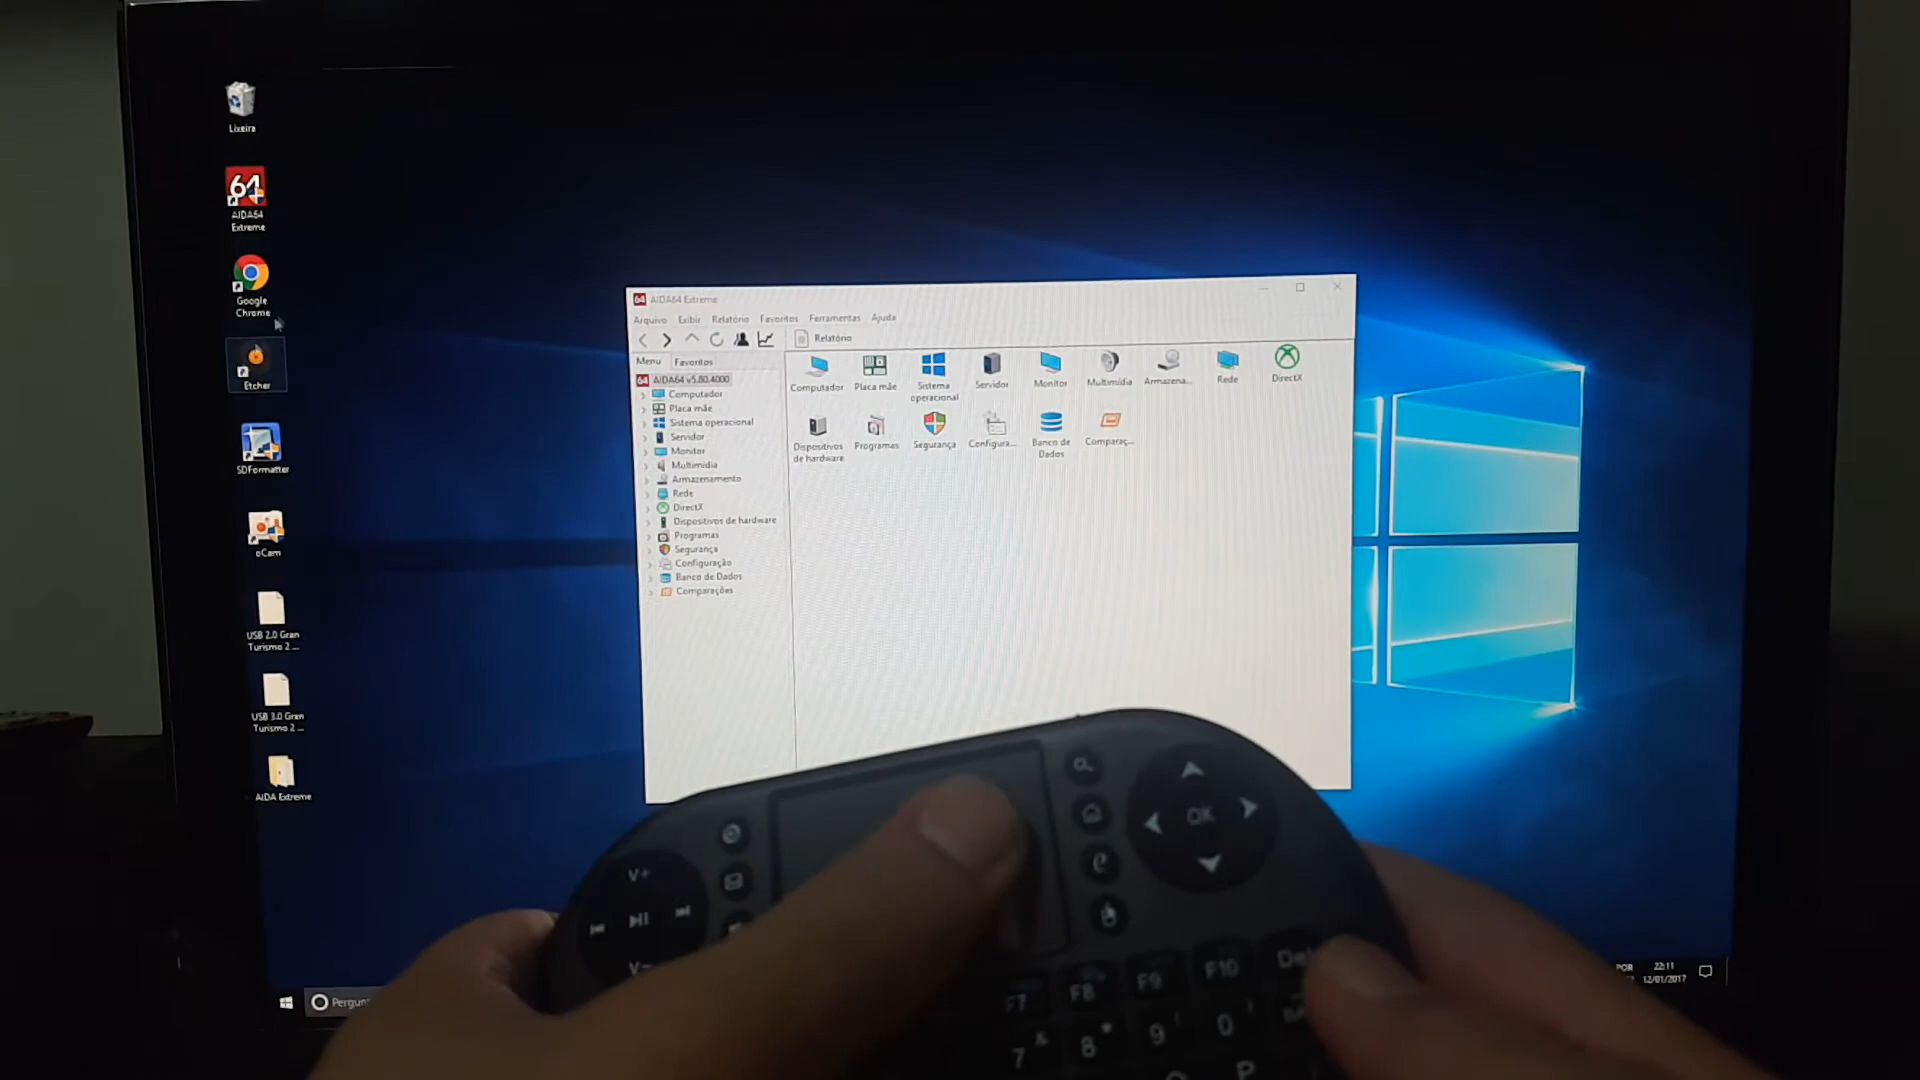 Lixeira
64
AIDA64
Extreme
Google
Chrome
Etcher
SDFormatter
oCam
USB 2.0 Gran
Turismo 2 ...
USB 3.0 Gran
Turismo 2 ...
AIDA Extreme
64 AIDA64 Extreme
Arquivo Exibir Relatório Favoritos Ferramentas Ajuda
Relatório
Menu Favoritos
64 AIDA64 v5.80.4000
Computador
Placa mãe
Sistema operacional
Servidor
Monitor
Multimídia
Armazenamento
Rede
DirectX
Dispositivos de hardware
Programas
Segurança
Configuração
Banco de Dados
Comparações
Computador
Placa mãe
Sistema
operacional
Servidor
Monitor
Multimídia
Armazena...
Rede
DirectX
Dispositivos
de hardware
Programas
Segurança
Configura...
Banco de
Dados
Comparaç...
POR
22:11
12/01/2017
V+
V-
OK
F7 F8 F9 F10 Del
7 & 8 * 9 0
P